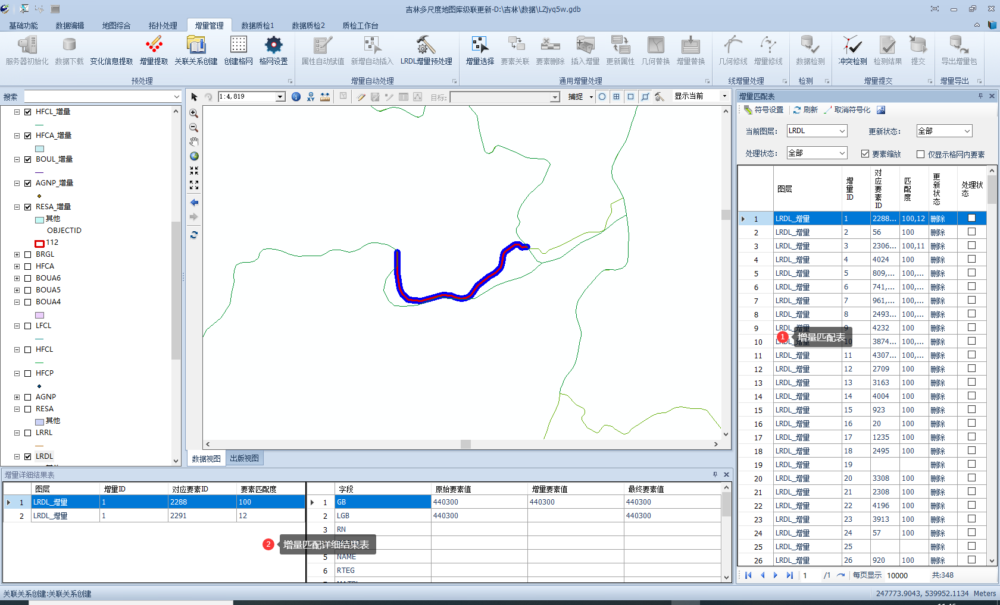 吉林多尺度地图库级联更新-D:\吉林\数据\LZjyq5w.gdb
基础功能 数据编辑 地图综合 拓扑处理 增量管理 数据质检1 数据质检2 质检工作台
服务器初始化 数据下载 变化信息提取 增量提取 关联关系创建 创建格网 格网设置 属性自动赋值 新增自动插入 LRDL增量预处理 增量选择 要素关联 要素删除 插入增量 更新属性 几何替换 增量替换 几何修线 增量修线 数据检测 冲突检测 检测结果 提交 导出增量包
预处理 增量自动处理 通用增量处理 线增量处理 检测 增量提交 增量导出
搜索
HFCL_增量
HFCA_增量
BOUL_增量
AGNP_增量
RESA_增量
其他
OBJECTID
112
BRGL
HFCA
BOUA6
BOUA5
BOUA4
LFCL
HFCL
HFCP
AGNP
RESA
其他
LRRL
LRDL
1:4,819 目标: 捕捉 显示当前
数据视图 出版视图
增量匹配表
符号设置 刷新 取消符号化
当前图层: LRDL 更新状态: 全部
处理状态: 全部 要素缩放 仅显示格网内要素
图层 增量ID 对应要素ID 匹配度 更新状态 处理状态
1 LRDL_增量 1 2288... 100,12 删除
2 LRDL_增量 2 56 100 删除
3 LRDL_增量 3 2306... 100,11 删除
4 LRDL_增量 4 4024 100 删除
5 LRDL_增量 5 809,... 100,... 删除
6 LRDL_增量 6 741,... 100,... 删除
7 LRDL_增量 7 961,... 100,... 删除
8 LRDL_增量 8 2493... 100,... 删除
9 LRDL_增量 9 4232 100 删除
1 增量匹配表
10 LRDL_增量 10 3874... 100,... 删除
11 LRDL_增量 11 4307... 100,... 删除
12 LRDL_增量 12 2709 100 删除
13 LRDL_增量 13 3163 100 删除
14 LRDL_增量 14 4004 100 删除
15 LRDL_增量 15 923 100 删除
16 LRDL_增量 16 20 100 删除
17 LRDL_增量 17 1235 100 删除
18 LRDL_增量 18 2495 100 删除
19 LRDL_增量 19 删除
20 LRDL_增量 20 3308 100 删除
21 LRDL_增量 21 2308 100 删除
22 LRDL_增量 22 4196 100 删除
23 LRDL_增量 23 3913 100 删除
24 LRDL_增量 24 57 100 删除
25 LRDL_增量 25 删除
26 LRDL_增量 26 920 100 删除
1 /1 每页显示 10000 共:348
增量详细结果表
图层 增量ID 对应要素ID 要素匹配度
1 LRDL_增量 1 2288 100
2 LRDL_增量 1 2291 12
字段 原始要素值 增量要素值 最终要素值
1 GB 440300 440300 440300
2 LGB 440300 440300
3 RN
2 增量匹配详细结果表
5 NAME
6 RTEG
关联关系创建:关联关系创建
247773.9043, 539952.1134 Meters